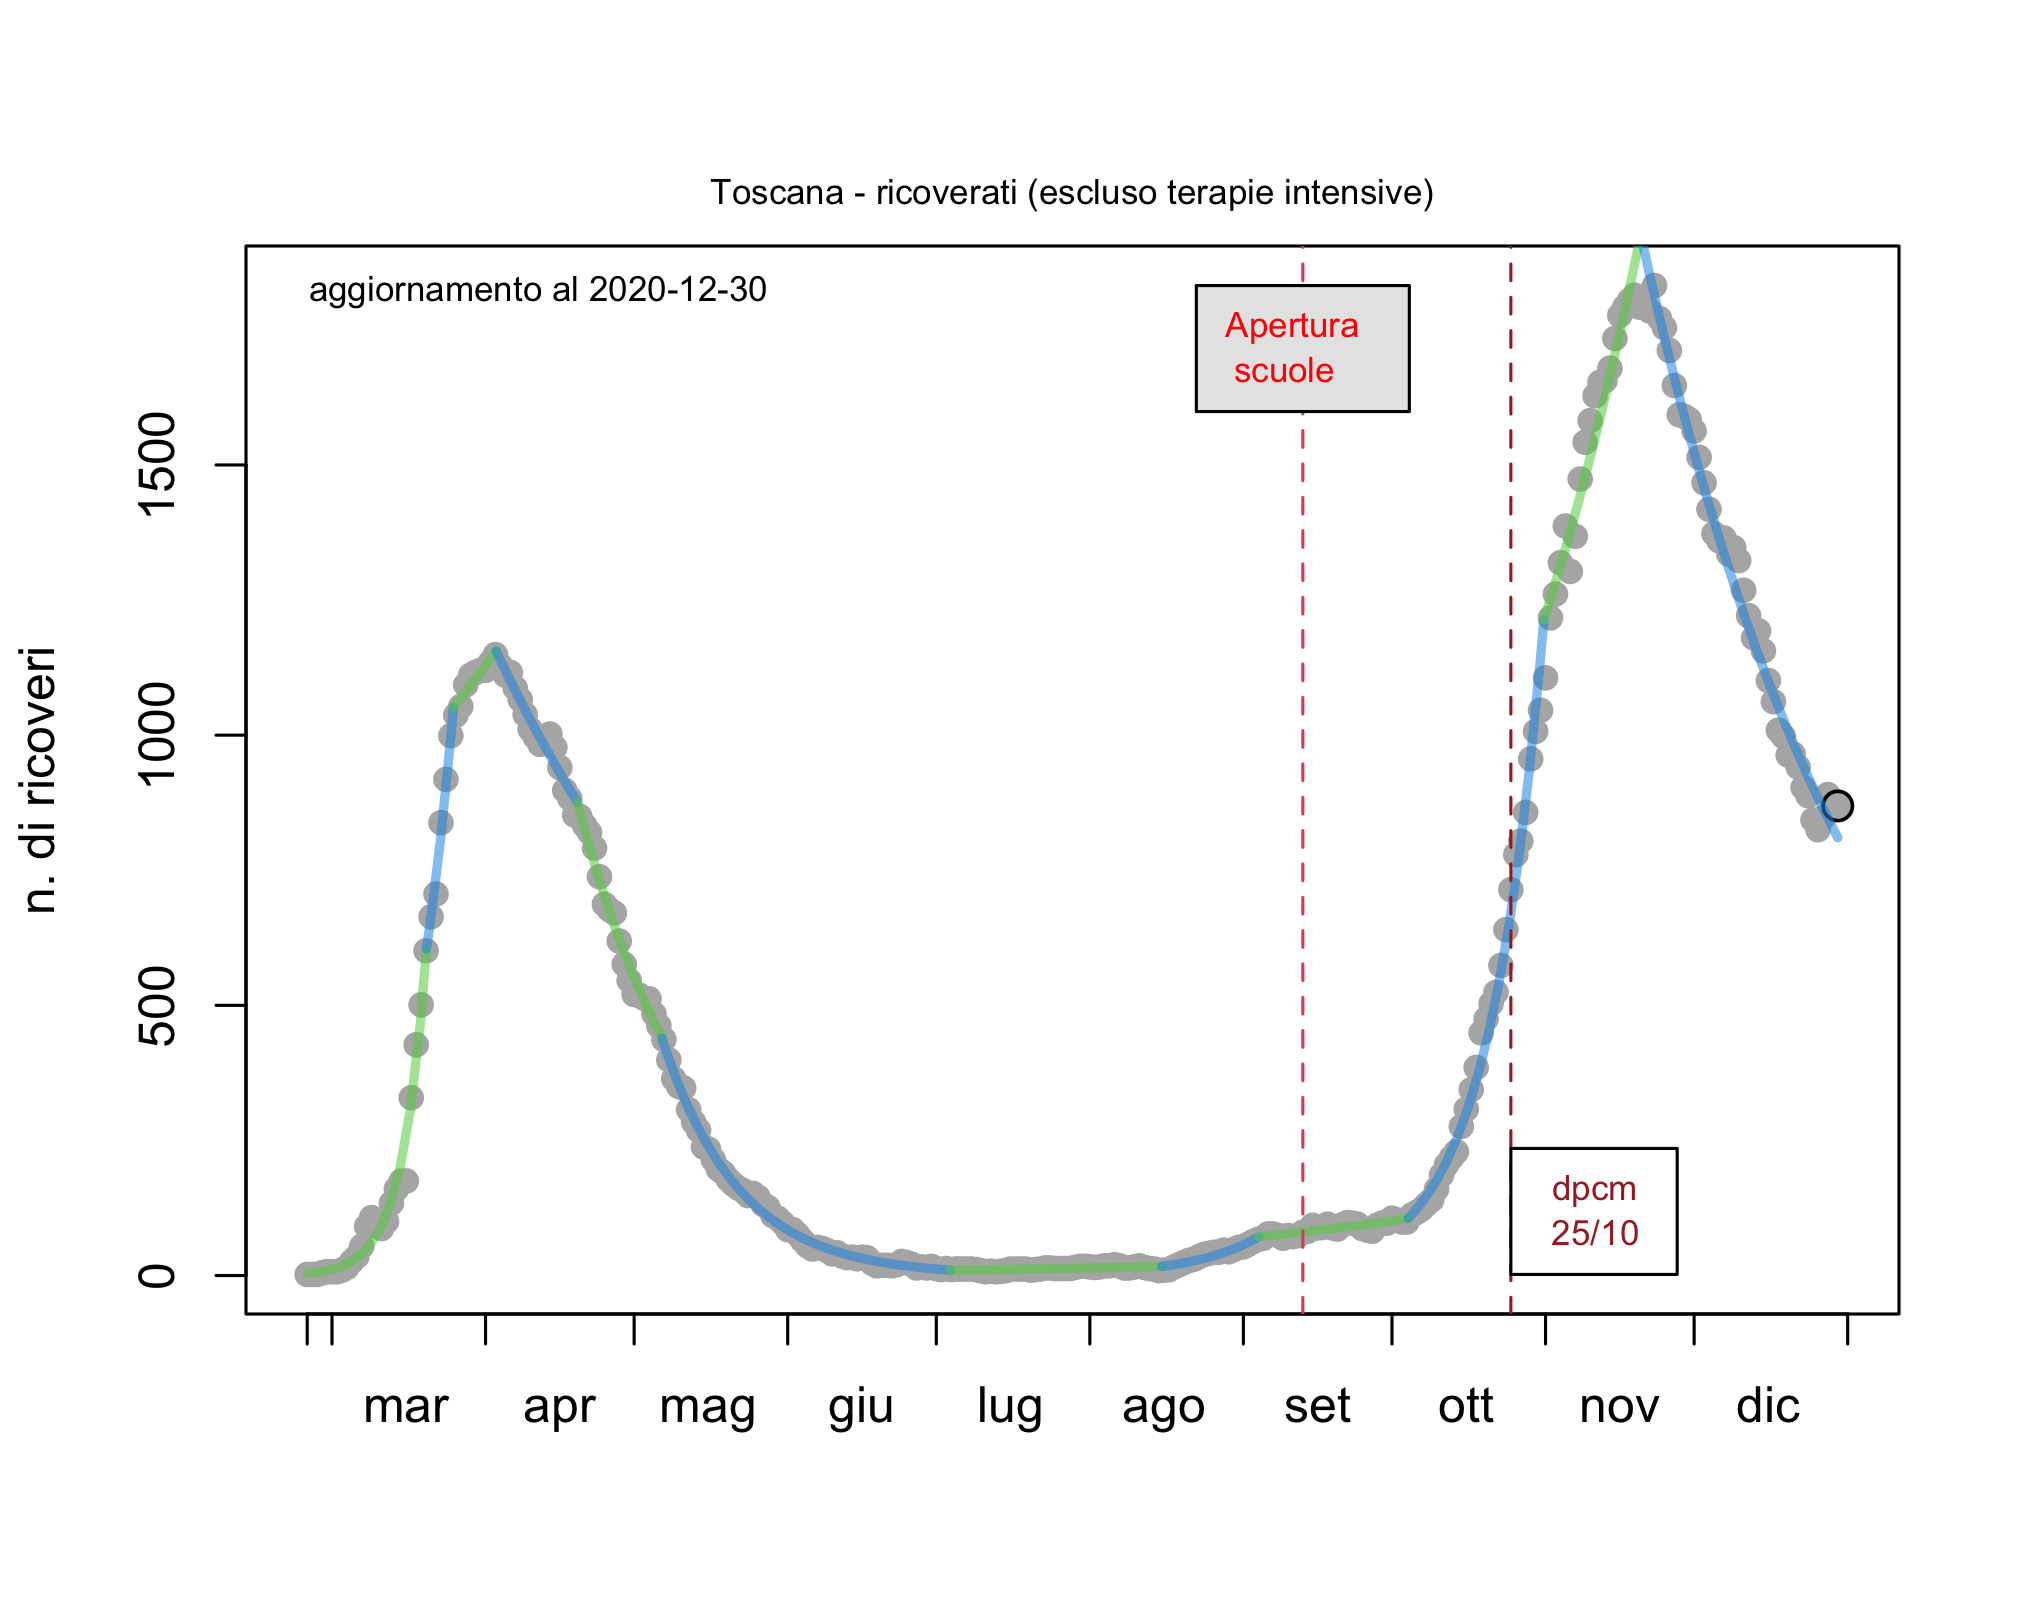 Toscana - ricoverati (escluso terapie intensive)
aggiornamento al 2020-12-30
Apertura
scuole
dpcm
25/10
n. di ricoveri
1500
1000
500
0
mar apr mag giu lug ago set ott nov dic